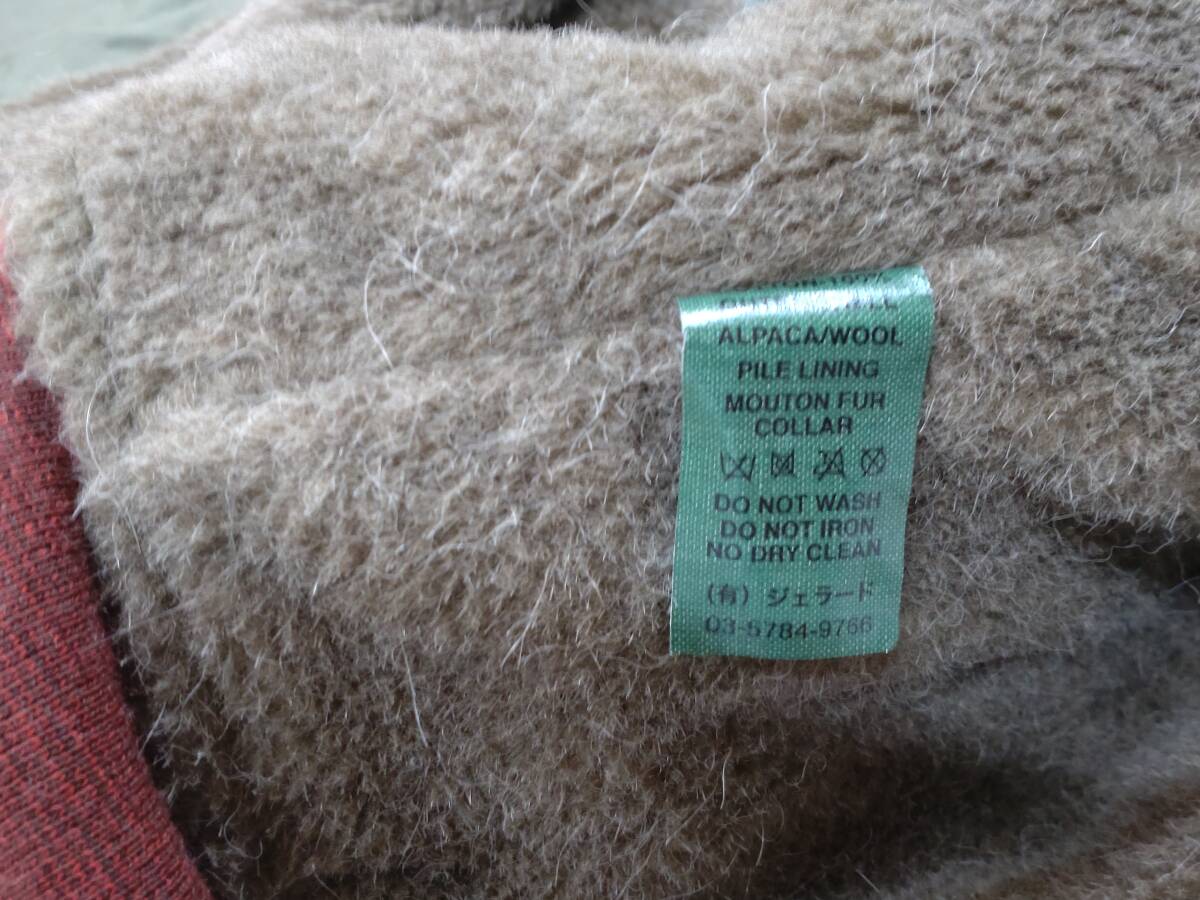 ALPACA/WOOL
PILE LINING
MOUTON FUR
COLLAR
DO NOT WASH
DO NOT IRON
NO DRY CLEAN
(有) ジェラード
03-5784-9766